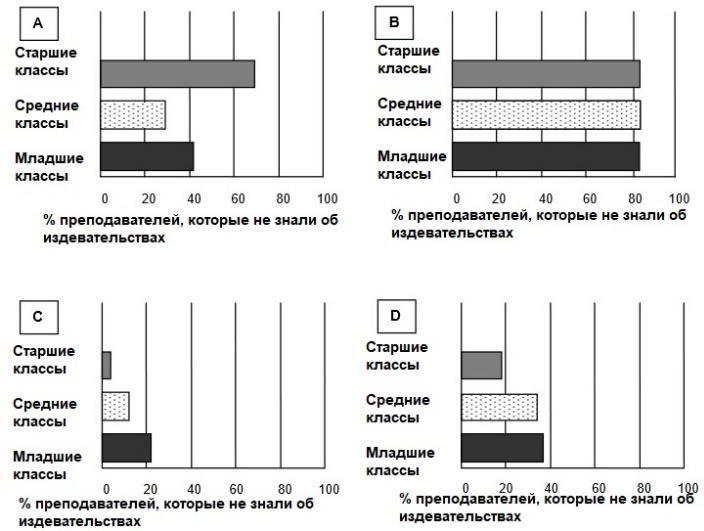 A
Старшие
классы
Средние
классы
Младшие
классы
0 20 40 60 80 100
% преподавателей, которые не знали об
издевательствах
B
Старшие
классы
Средние
классы
Младшие
классы
0 20 40 60 80 100
% преподавателей, которые не знали об
издевательствах
C
Старшие
классы
Средние
классы
Младшие
классы
0 20 40 60 80 100
% преподавателей, которые не знали об
издевательствах
D
Старшие
классы
Средние
классы
Младшие
классы
0 20 40 60 80 100
% преподавателей, которые не знали об
издевательствах